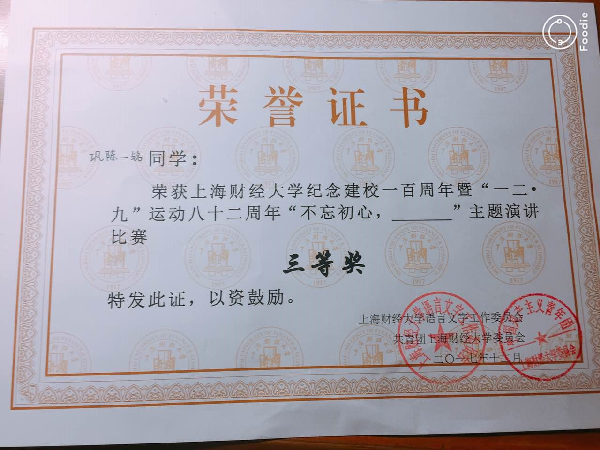 Foodie
荣誉证书
巩陈一铭同学：
荣获上海财经大学纪念建校一百周年暨“一二·
九”运动八十二周年“不忘初心，______”主题演讲
比赛
三等奖
特发此证，以资鼓励。
上海财经大学语言文字工作委员会
共青团上海财经大学委员会
二〇一七年十二月